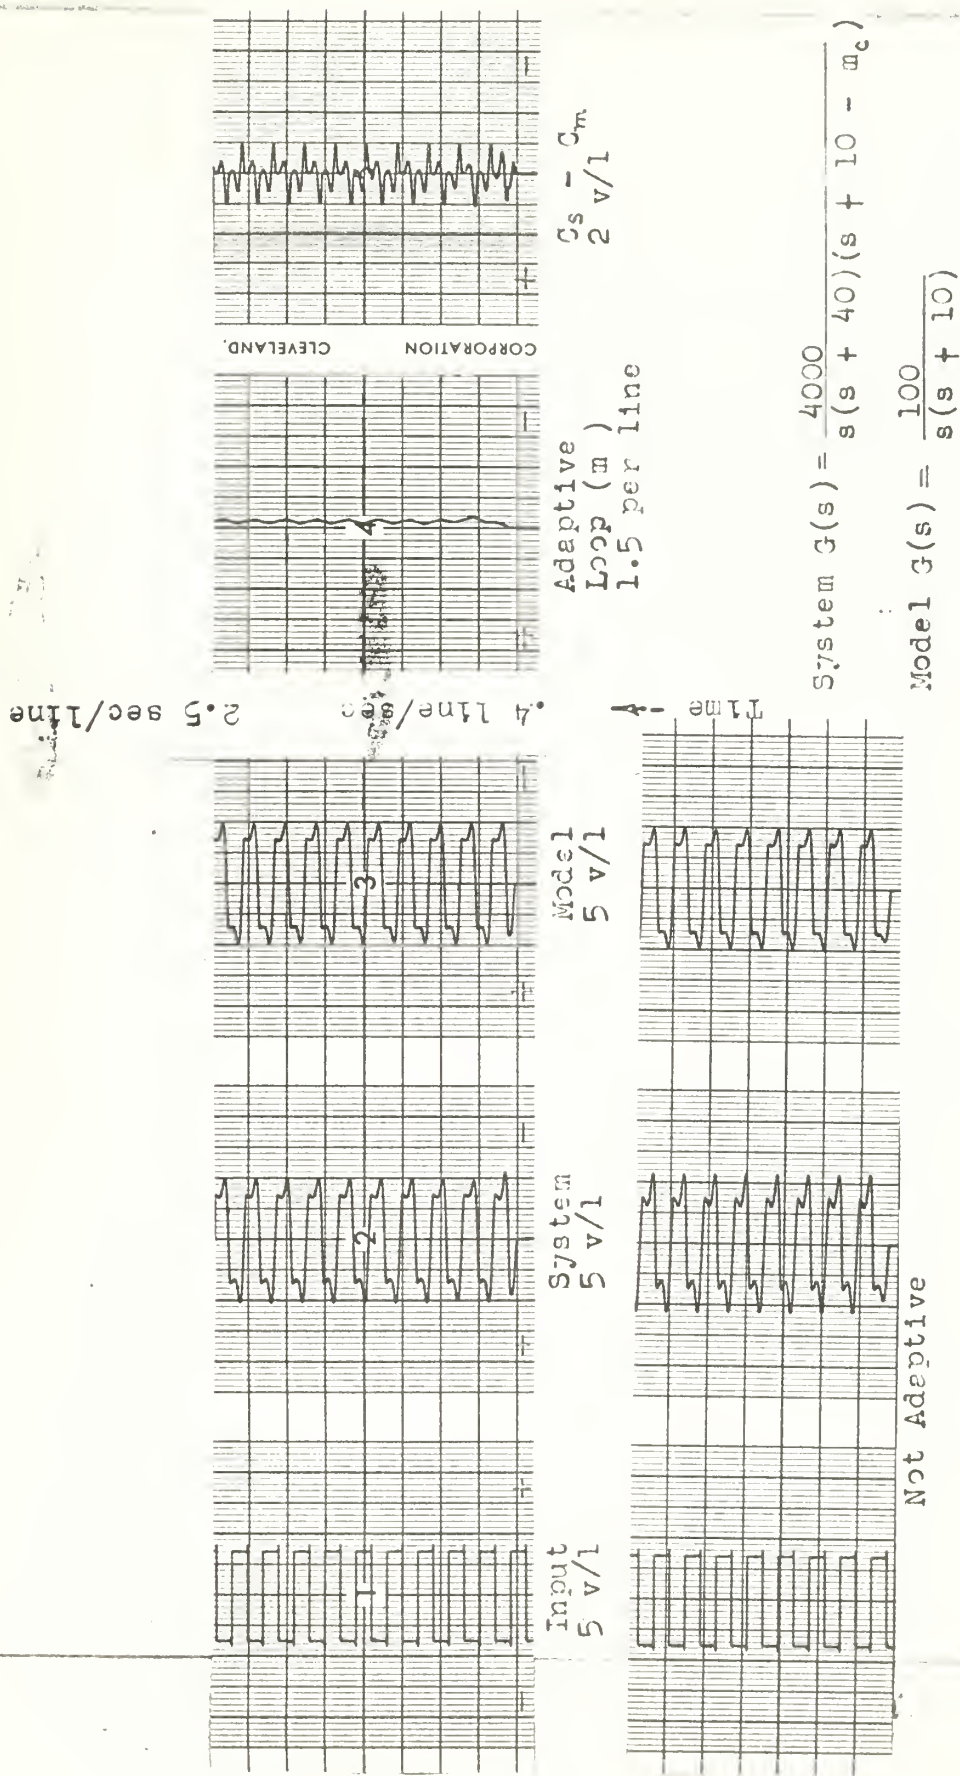 Input
5 v/1
System
5 v/1
Model
5 v/1
Adaptive
Loop (m )
1.5 per line
Cs - Cm
2 v/1
1
2
3
4
CORPORATION CLEVELAND,
.4 line/sec 2.5 sec/line
Time
Not Adaptive
System G(s) = 4000
s(s + 40)(s + 10 - mc)
Model G(s) = 100
s(s + 10)